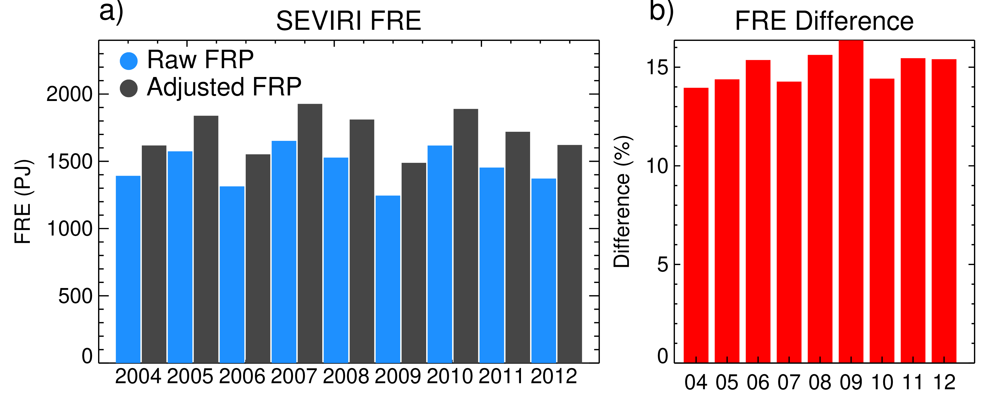 a)
SEVIRI FRE
Raw FRP
Adjusted FRP
FRE (PJ)
2000
1500
1000
500
0
2004 2005 2006 2007 2008 2009 2010 2011 2012
b)
FRE Difference
Difference (%)
15
10
5
0
04 05 06 07 08 09 10 11 12